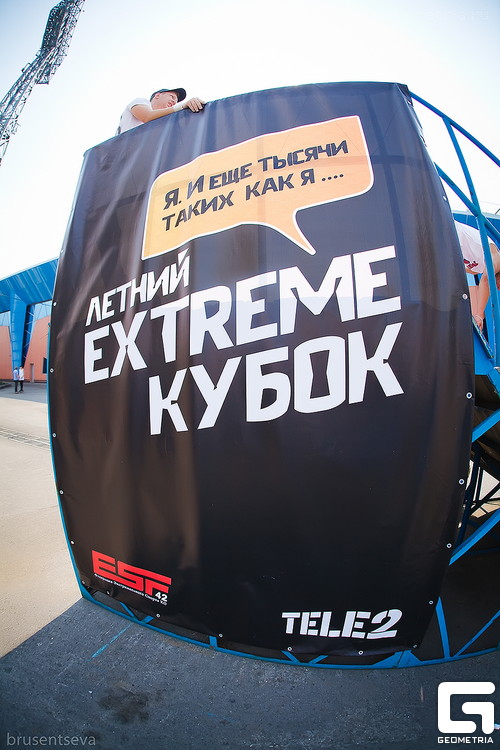 Я. И ЕЩЕ ТЫСЯЧИ
ТАКИХ КАК Я ....
ЛЕТНИЙ
EXTREME
КУБОК
ESF
42
TELE2
brusentseva
GEOMETRIA